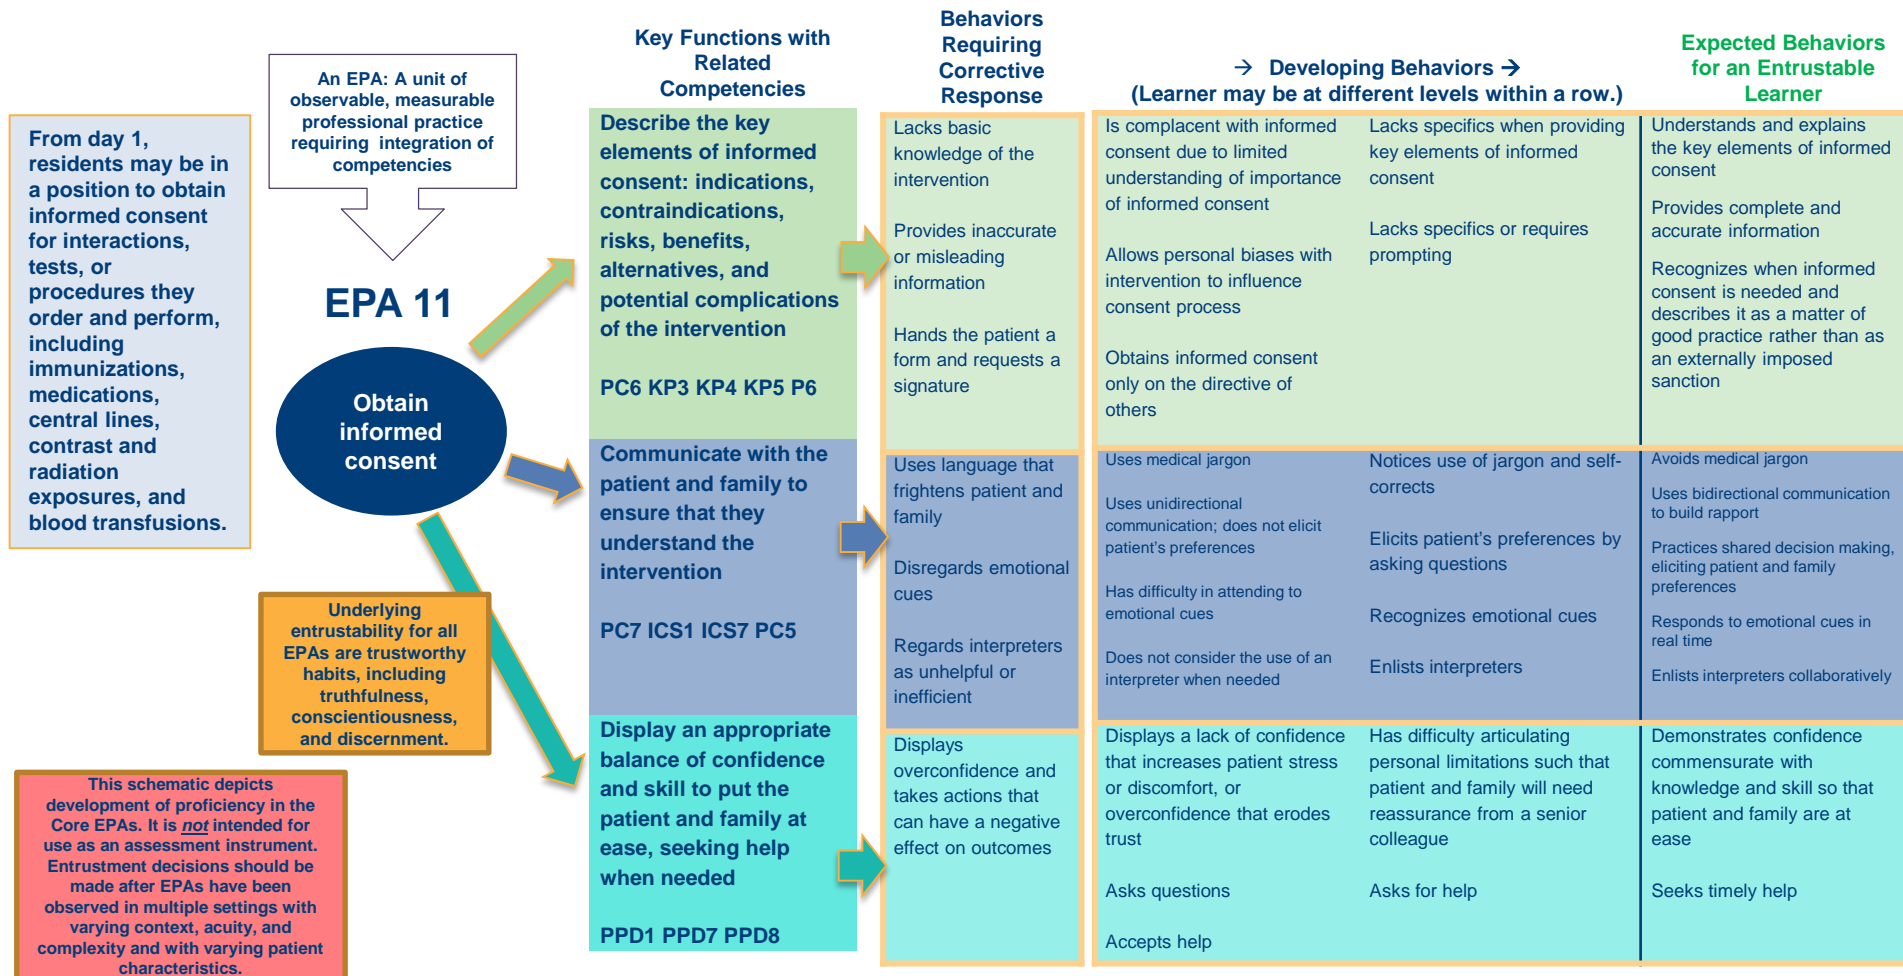 An EPA: A unit of
observable, measurable
professional practice
requiring integration of
competencies
From day 1,
residents may be in
a position to obtain
informed consent
for interactions,
tests, or
procedures they
order and perform,
including
immunizations,
medications,
central lines,
contrast and
radiation
exposures, and
blood transfusions.
EPA 11
Obtain
informed
consent
Underlying
entrustability for all
EPAs are trustworthy
habits, including
truthfulness,
conscientiousness,
and discernment.
This schematic depicts
development of proficiency in the
Core EPAs. It is not intended for
use as an assessment instrument.
Entrustment decisions should be
made after EPAs have been
observed in multiple settings with
varying context, acuity, and
complexity and with varying patient
characteristics.
Key Functions with
Related
Competencies
Behaviors
Requiring
Corrective
Response
→ Developing Behaviors →
(Learner may be at different levels within a row.)
Expected Behaviors
for an Entrustable
Learner
Describe the key
elements of informed
consent: indications,
contraindications,
risks, benefits,
alternatives, and
potential complications
of the intervention
PC6 KP3 KP4 KP5 P6
Lacks basic
knowledge of the
intervention
Provides inaccurate
or misleading
information
Hands the patient a
form and requests a
signature
Is complacent with informed
consent due to limited
understanding of importance
of informed consent
Allows personal biases with
intervention to influence
consent process
Obtains informed consent
only on the directive of
others
Lacks specifics when providing
key elements of informed
consent
Lacks specifics or requires
prompting
Understands and explains
the key elements of informed
consent
Provides complete and
accurate information
Recognizes when informed
consent is needed and
describes it as a matter of
good practice rather than as
an externally imposed
sanction
Communicate with the
patient and family to
ensure that they
understand the
intervention
PC7 ICS1 ICS7 PC5
Uses language that
frightens patient and
family
Disregards emotional
cues
Regards interpreters
as unhelpful or
inefficient
Uses medical jargon
Uses unidirectional
communication; does not elicit
patient's preferences
Has difficulty in attending to
emotional cues
Does not consider the use of an
interpreter when needed
Notices use of jargon and self-
corrects
Elicits patient's preferences by
asking questions
Recognizes emotional cues
Enlists interpreters
Avoids medical jargon
Uses bidirectional communication
to build rapport
Practices shared decision making,
eliciting patient and family
preferences
Responds to emotional cues in
real time
Enlists interpreters collaboratively
Display an appropriate
balance of confidence
and skill to put the
patient and family at
ease, seeking help
when needed
PPD1 PPD7 PPD8
Displays
overconfidence and
takes actions that
can have a negative
effect on outcomes
Displays a lack of confidence
that increases patient stress
or discomfort, or
overconfidence that erodes
trust
Asks questions
Accepts help
Has difficulty articulating
personal limitations such that
patient and family will need
reassurance from a senior
colleague
Asks for help
Demonstrates confidence
commensurate with
knowledge and skill so that
patient and family are at
ease
Seeks timely help